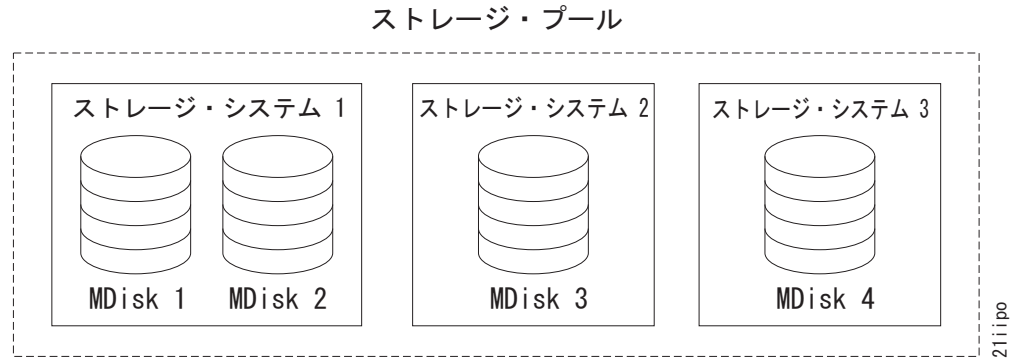 ストレージ・プール
ストレージ・システム 1
ストレージ・システム 2
ストレージ・システム 3
MDisk 1
MDisk 2
MDisk 3
MDisk 4
21iipo